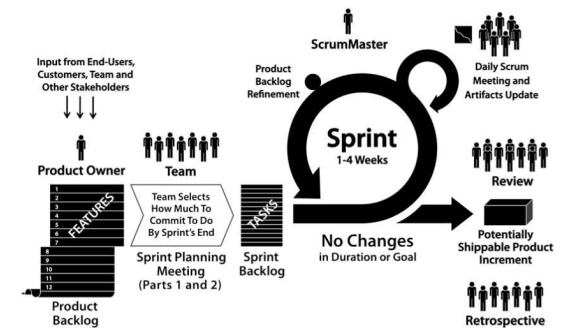 Input from End-Users,
Customers, Team and
Other Stakeholders
Product Owner
Team
1
2
3
4
5
6
7
8
9
10
11
12
FEATURES
Product
Backlog
Team Selects
How Much To
Commit To Do
By Sprint's End
Sprint Planning
Meeting
(Parts 1 and 2)
TASKS
Sprint
Backlog
ScrumMaster
Product
Backlog
Refinement
Sprint
1-4 Weeks
No Changes
in Duration or Goal
Daily Scrum
Meeting and
Artifacts Update
Review
Potentially
Shippable Product
Increment
Retrospective